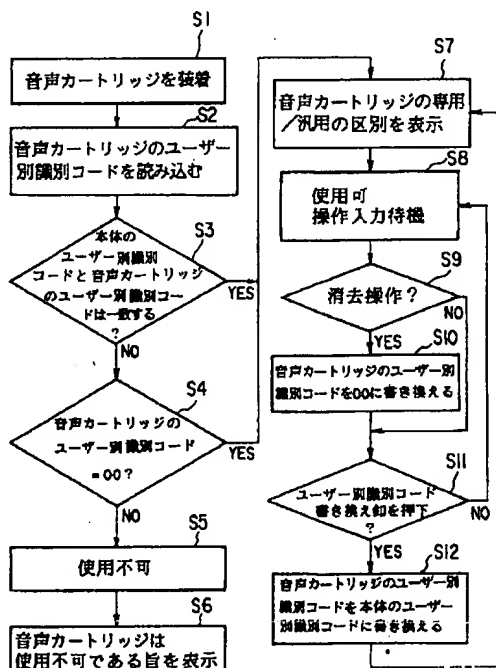 S1
音声カートリッジを装着
S2
音声カートリッジのユーザー
別識別コードを読み込む
S3
本体の
ユーザー別識別
コードと音声カートリッジ
のユーザー別識別コー
ドは一致する
?
YES
NO
S4
音声カートリッジの
ユーザー別識別コード
=00?
YES
NO
S5
使用不可
S6
音声カートリッジは
使用不可である旨を表示
S7
音声カートリッジの専用
/汎用の区別を表示
S8
使用可
操作入力待機
S9
消去操作?
NO
YES
S10
音声カートリッジのユーザー別
識別コードを00に書き換える
S11
ユーザー別識別コード
書き換え釦を押下
?
NO
YES
S12
音声カートリッジのユーザー別
識別コードを本体のユーザー
別識別コードに書き換える